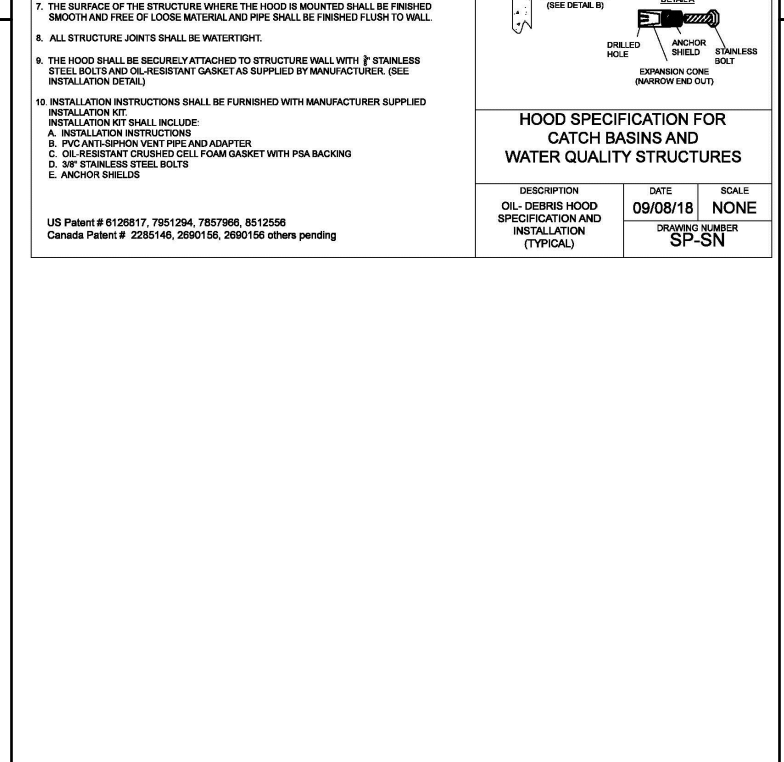 7. THE SURFACE OF THE STRUCTURE WHERE THE HOOD IS MOUNTED SHALL BE FINISHED
SMOOTH AND FREE OF LOOSE MATERIAL AND PIPE SHALL BE FINISHED FLUSH TO WALL.
8. ALL STRUCTURE JOINTS SHALL BE WATERTIGHT.
9. THE HOOD SHALL BE SECURELY ATTACHED TO STRUCTURE WALL WITH 3/8" STAINLESS
STEEL BOLTS AND OIL-RESISTANT GASKET AS SUPPLIED BY MANUFACTURER. (SEE
INSTALLATION DETAIL)
10. INSTALLATION INSTRUCTIONS SHALL BE FURNISHED WITH MANUFACTURER SUPPLIED
INSTALLATION KIT.
INSTALLATION KIT SHALL INCLUDE:
A. INSTALLATION INSTRUCTIONS
B. PVC ANTI-SIPHON VENT PIPE AND ADAPTER
C. OIL-RESISTANT CRUSHED CELL FOAM GASKET WITH PSA BACKING
D. 3/8" STAINLESS STEEL BOLTS
E. ANCHOR SHIELDS
US Patent # 6126817, 7951294, 7857966, 8512556
Canada Patent # 2285146, 2690156, 2690156 others pending
(SEE DETAIL B)
DETAIL A
DRILLED
HOLE
ANCHOR
SHIELD
STAINLESS
BOLT
EXPANSION CONE
(NARROW END OUT)
HOOD SPECIFICATION FOR
CATCH BASINS AND
WATER QUALITY STRUCTURES
DESCRIPTION
OIL- DEBRIS HOOD
SPECIFICATION AND
INSTALLATION
(TYPICAL)
DATE
09/08/18
SCALE
NONE
DRAWING NUMBER
SP-SN